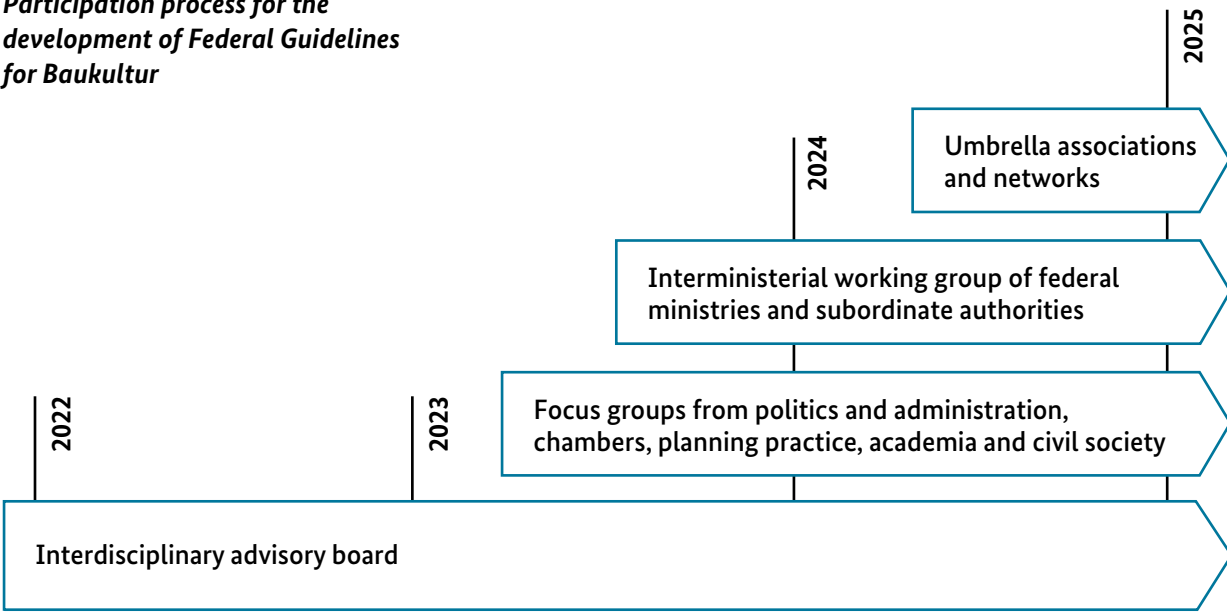 Participation process for the
development of Federal Guidelines
for Baukultur
2025
Umbrella associations
and networks
2024
Interministerial working group of federal
ministries and subordinate authorities
2022
2023
Focus groups from politics and administration,
chambers, planning practice, academia and civil society
Interdisciplinary advisory board